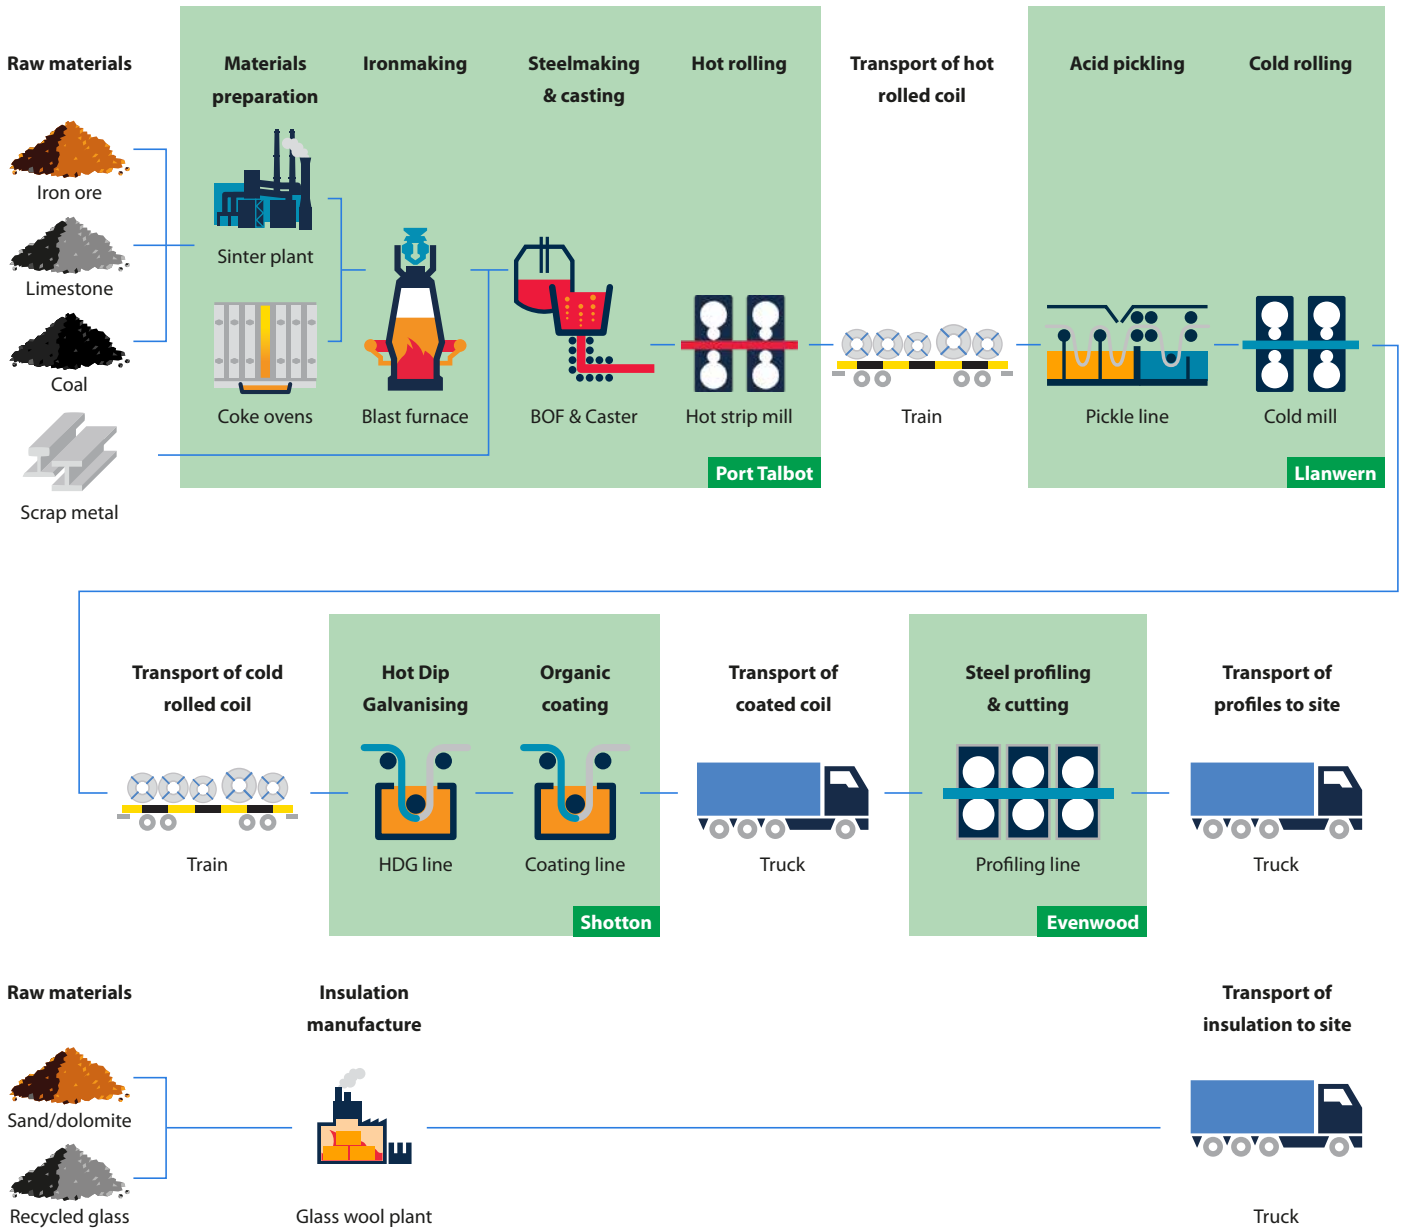 Raw materials
Materials
preparation
Ironmaking
Steelmaking
& casting
Hot rolling
Transport of hot
rolled coil
Acid pickling
Cold rolling
Iron ore
Limestone
Coal
Scrap metal
Sinter plant
Coke ovens
Blast furnace
BOF & Caster
Hot strip mill
Train
Pickle line
Cold mill
Port Talbot
Llanwern
Transport of cold
rolled coil
Hot Dip
Galvanising
Organic
coating
Transport of
coated coil
Steel profiling
& cutting
Transport of
profiles to site
Train
HDG line
Coating line
Truck
Profiling line
Truck
Shotton
Evenwood
Raw materials
Insulation
manufacture
Transport of
insulation to site
Sand/dolomite
Recycled glass
Glass wool plant
Truck